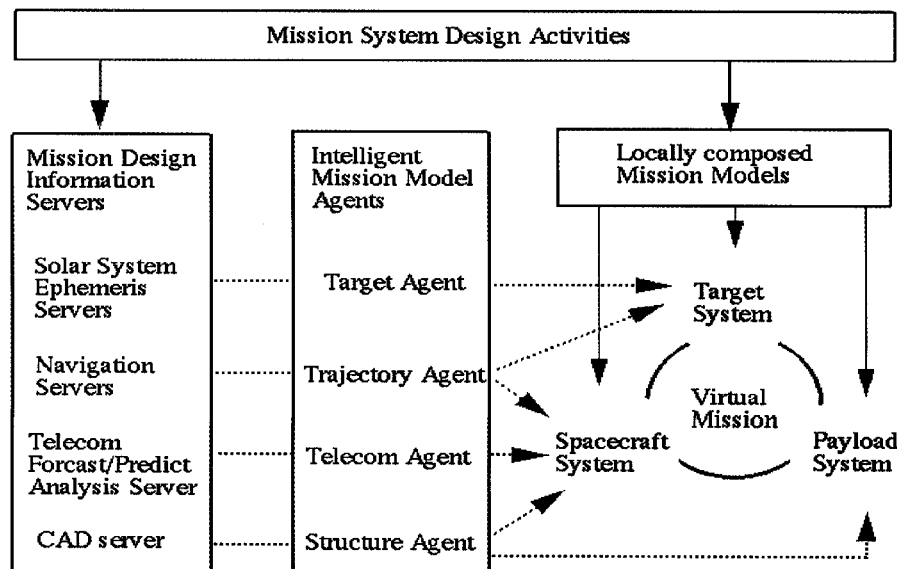 Mission System Design Activities
Mission Design
Information
Servers
Solar System
Ephemeris
Servers
Navigation
Servers
Telecom
Forcast/Predict
Analysis Server
CAD server
Intelligent
Mission Model
Agents
Target Agent
Trajectory Agent
Telecom Agent
Structure Agent
Locally composed
Mission Models
Target
System
Virtual
Mission
Spacecraft
System
Payload
System